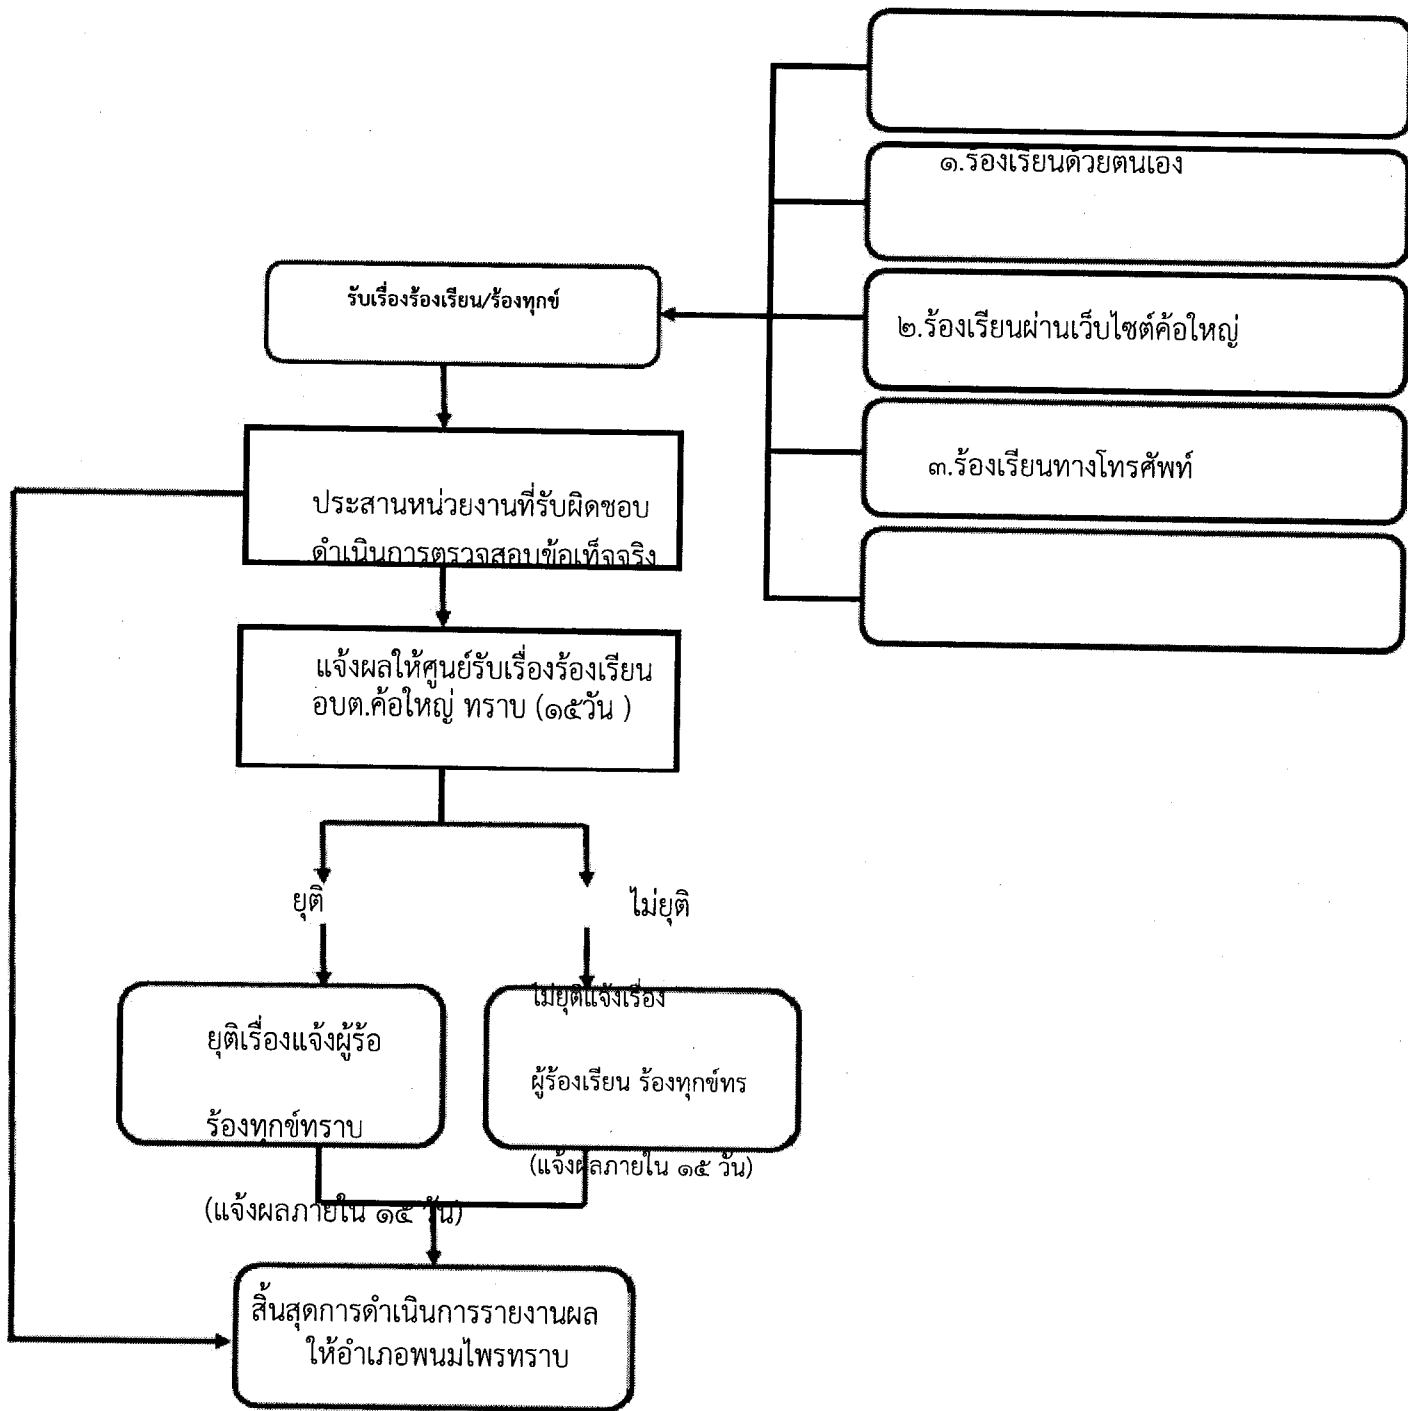 ๑.ร้องเรียนด้วยตนเอง
รับเรื่องร้องเรียน/ร้องทุกข์
๒.ร้องเรียนผ่านเว็บไซต์ค้อใหญ่
๓.ร้องเรียนทางโทรศัพท์
ประสานหน่วยงานที่รับผิดชอบ
ดำเนินการตรวจสอบข้อเท็จจริง
แจ้งผลให้ศูนย์รับเรื่องร้องเรียน
อบต.ค้อใหญ่ ทราบ (๑๕วัน )
ยุติ
ไม่ยุติ
ยุติเรื่องแจ้งผู้ร้อ
ร้องทุกข์ทราบ
(แจ้งผลภายใน ๑๕ วัน)
ไม่ยุติแจ้งเรื่อง
ผู้ร้องเรียน ร้องทุกข์ทร
(แจ้งผลภายใน ๑๕ วัน)
สิ้นสุดการดำเนินการรายงานผล
ให้อำเภอพนมไพรทราบ